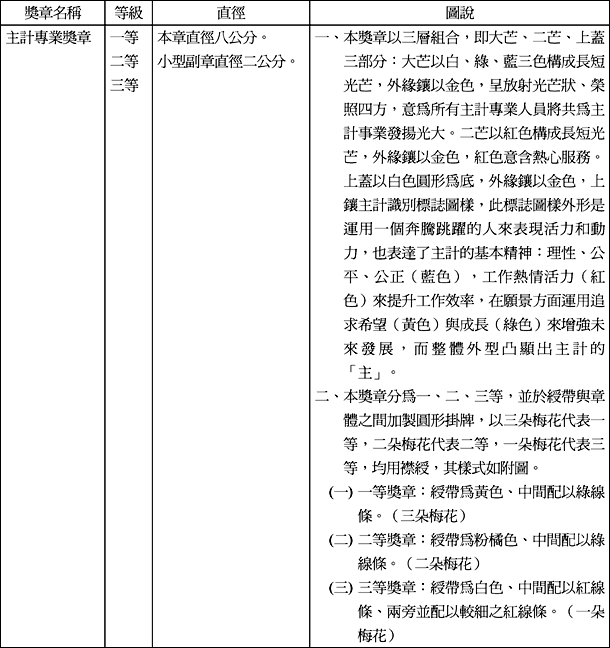 獎章名稱 等級 直徑 圖說
主計專業獎章 一等 本章直徑八公分。 一、本獎章以三層組合，即大芒、二芒、上蓋
二等 小型副章直徑二公分。 三部分：大芒以白、綠、藍三色構成長短
三等 光芒，外緣鑲以金色，呈放射光芒狀、榮
照四方，意為所有主計專業人員將共為主
計事業發揚光大。二芒以紅色構成長短光
芒，外緣鑲以金色，紅色意含熱心服務。
上蓋以白色圓形為底，外緣鑲以金色，上
鑲主計識別標誌圖樣，此標誌圖樣外形是
運用一個奔騰跳躍的人來表現活力和動
力，也表達了主計的基本精神：理性、公
平、公正（藍色），工作熱情活力（紅
色）來提升工作效率，在願景方面運用追
求希望（黃色）與成長（綠色）來增強未
來發展，而整體外型凸顯出主計的
「主」。
二、本獎章分為一、二、三等，並於綬帶與章
體之間加製圓形掛牌，以三朵梅花代表一
等，二朵梅花代表二等，一朵梅花代表三
等，均用襟綬，其樣式如附圖。
(一) 一等獎章：綬帶為黃色、中間配以綠線
條。（三朵梅花）
(二) 二等獎章：綬帶為粉橘色、中間配以綠
線條。（二朵梅花）
(三) 三等獎章：綬帶為白色、中間配以紅線
條、兩旁並配以較細之紅線條。（一朵
梅花）